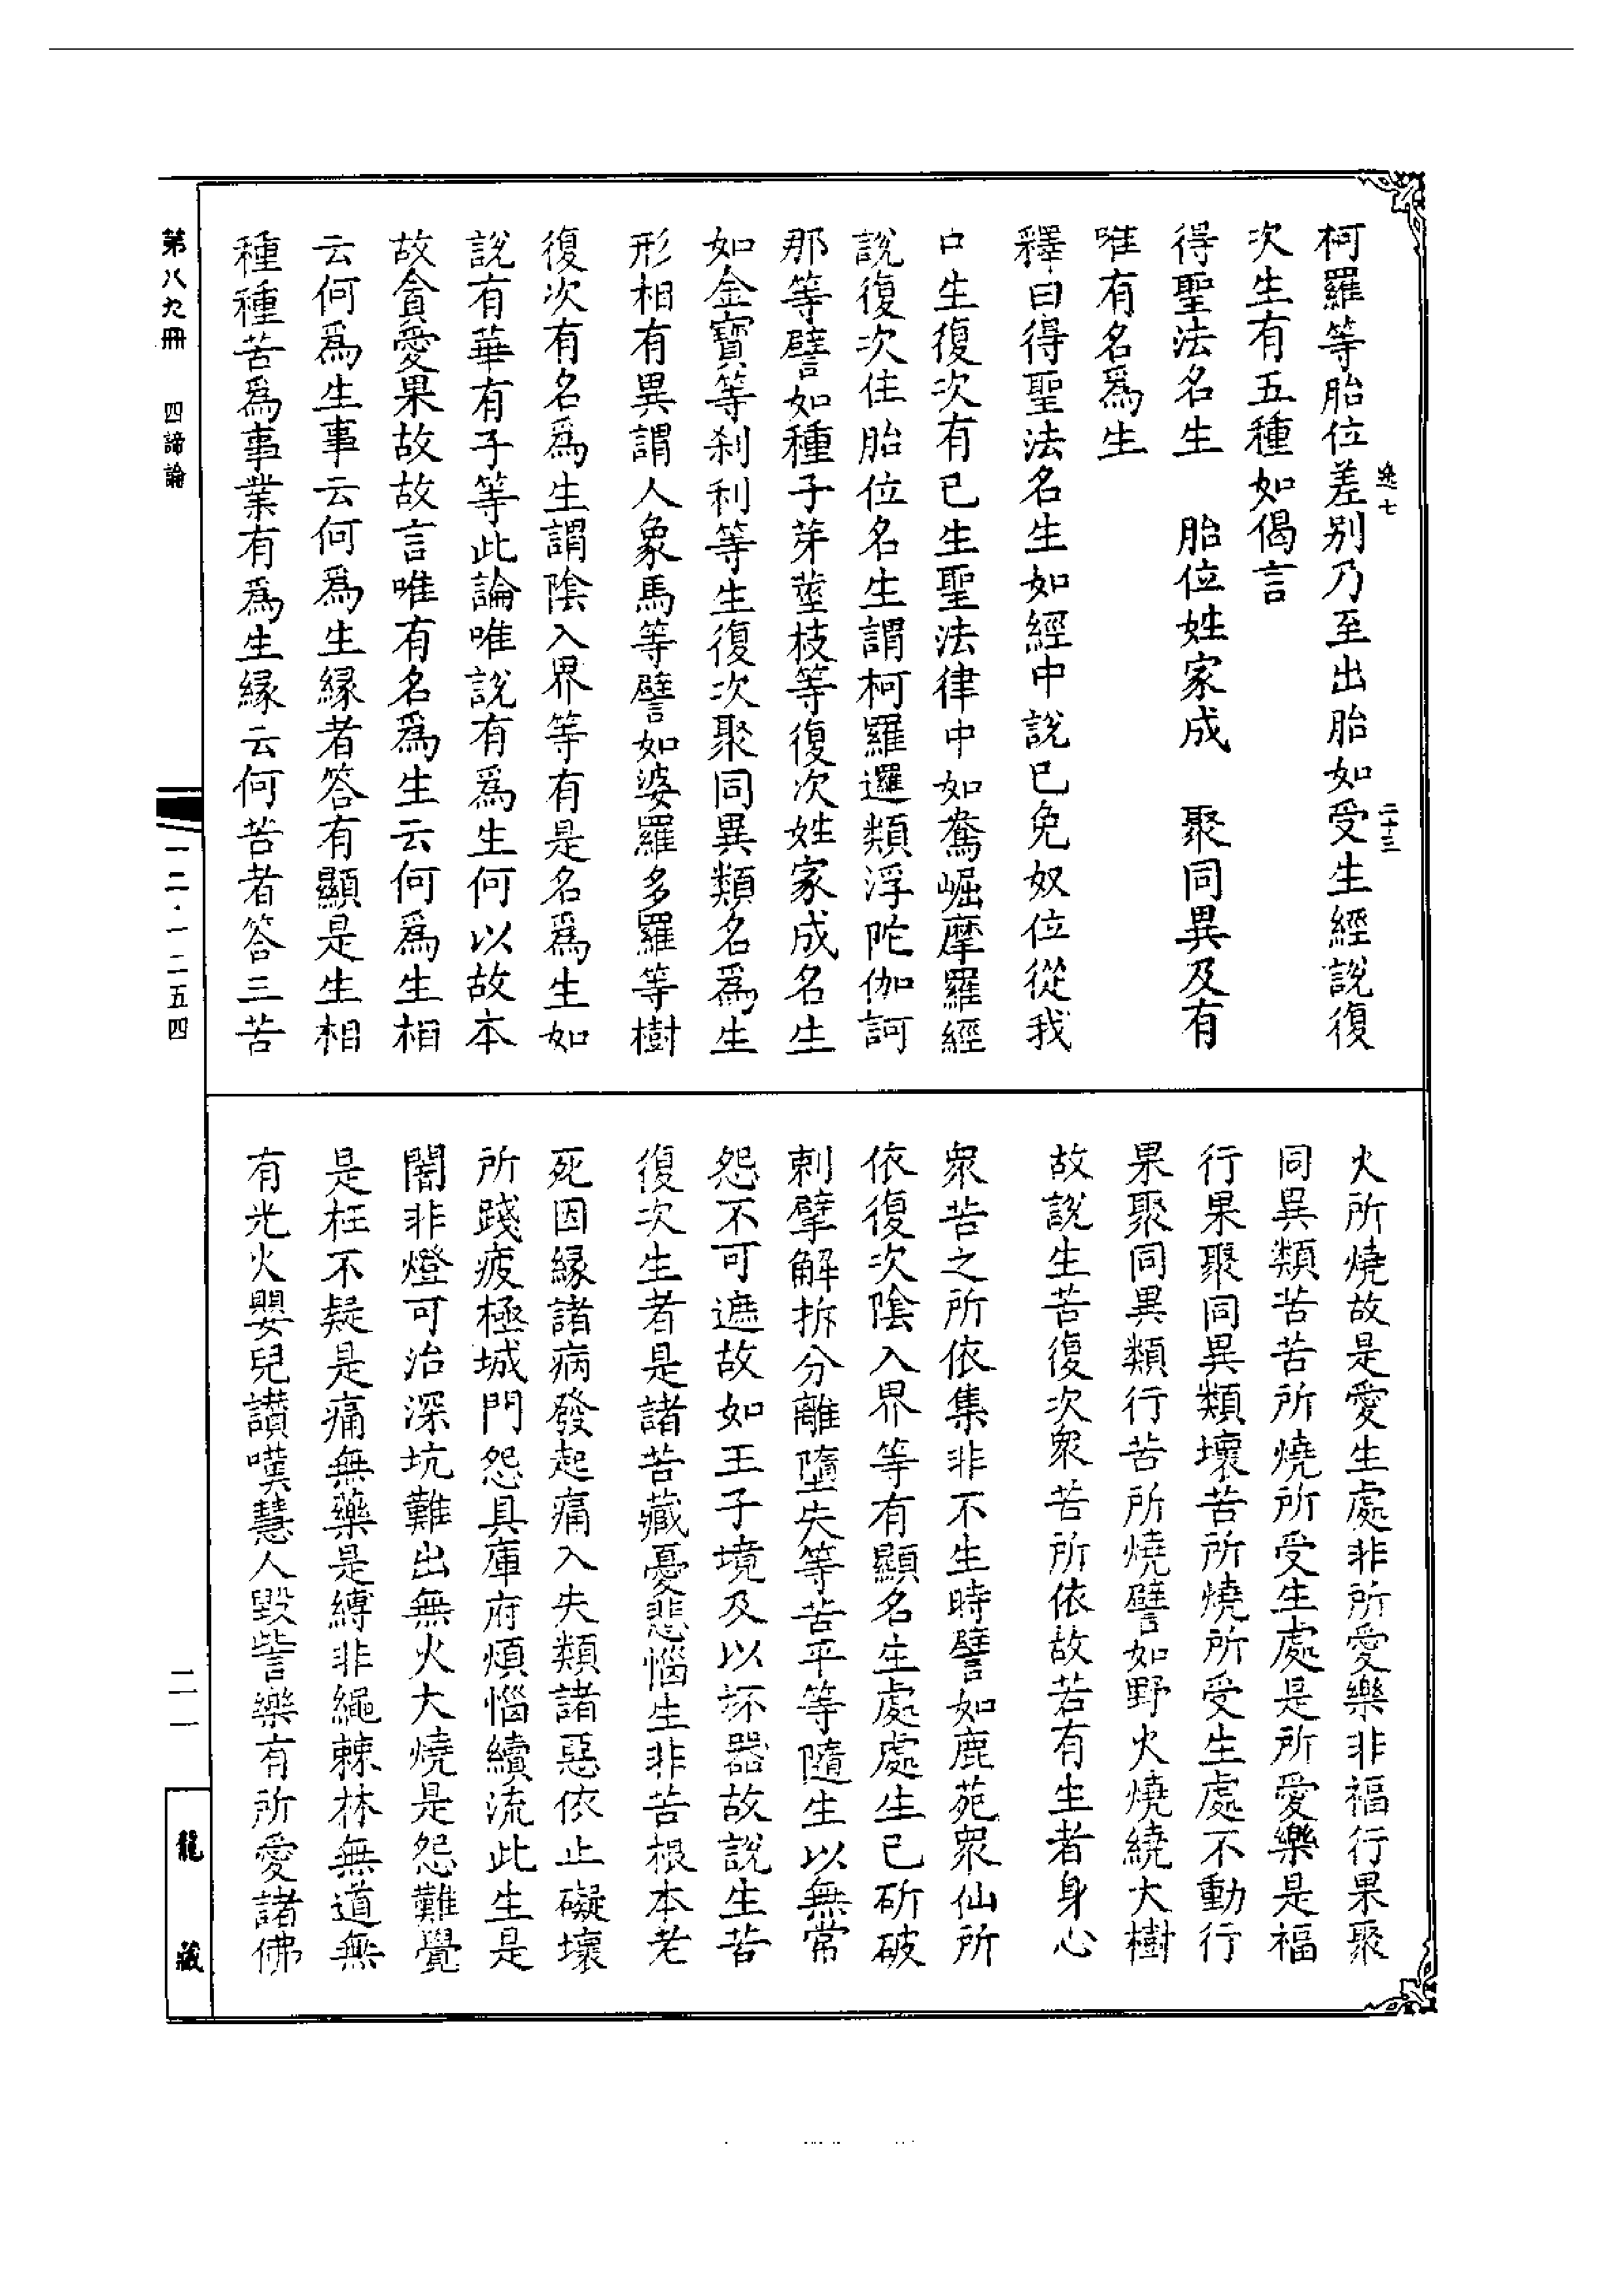 柯羅等胎位差別乃至出胎如受生經說復
次生有五種如偈言
得聖法名生　胎位姓家成　聚同異及有
唯有名爲生
釋曰得聖法名生如經中說已免奴位從我
口生復次有已生聖法律中如鴦崛摩羅經
說復次住胎位名生謂柯羅邏類浮陀伽訶
那等譬如種子芽莖枝等復次姓家成名生
如金寶等刹利等生復次聚同異類名爲生
形相有異謂人象馬等譬如婆羅多羅等樹
復次有名爲生謂陰入界等有是名爲生如
說有華有子等此論唯說有爲生何以故本
故貪愛果故故言唯有名爲生云何爲生相
云何爲生事云何爲生緣者答有顯是生相
種種苦爲事業有爲生緣云何苦者答三苦
火所燒故是愛生處非所愛樂非福行果聚
同異類苦苦所燒所受生處是所愛樂是福
行果聚同異類壞苦所燒所受生處不動行
果聚同異類行苦所燒譬如野火燒繞大樹
故說生苦復次衆苦所依故若有生者身心
衆苦之所依集非不生時譬如鹿苑衆仙所
依復次陰入界等有顯名生處處生已斫破
刺擘解拆分離墮失等苦平等隨生以無常
怨不可遮故如王子境及以坏器故說生苦
復次生者是諸苦藏憂悲惱生非苦根本老
死因緣諸病發起痛入失類諸惡依止礙壞
所踐疲極城門怨具庫府煩惱續流此生是
闇非燈可治深坑難出無火大燒是怨難覺
是枉不疑是痛無藥是縛非繩棘林無道無
有光火嬰兒讚嘆慧人毀呰樂有所愛諸佛
逸七
二十三
第八九冊　四諦論
一二·一二五四
二一
龍藏